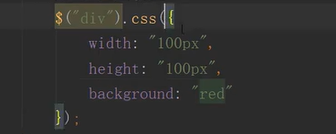 $("div").css({
width: "100px",
height: "100px",
background: "red"
});